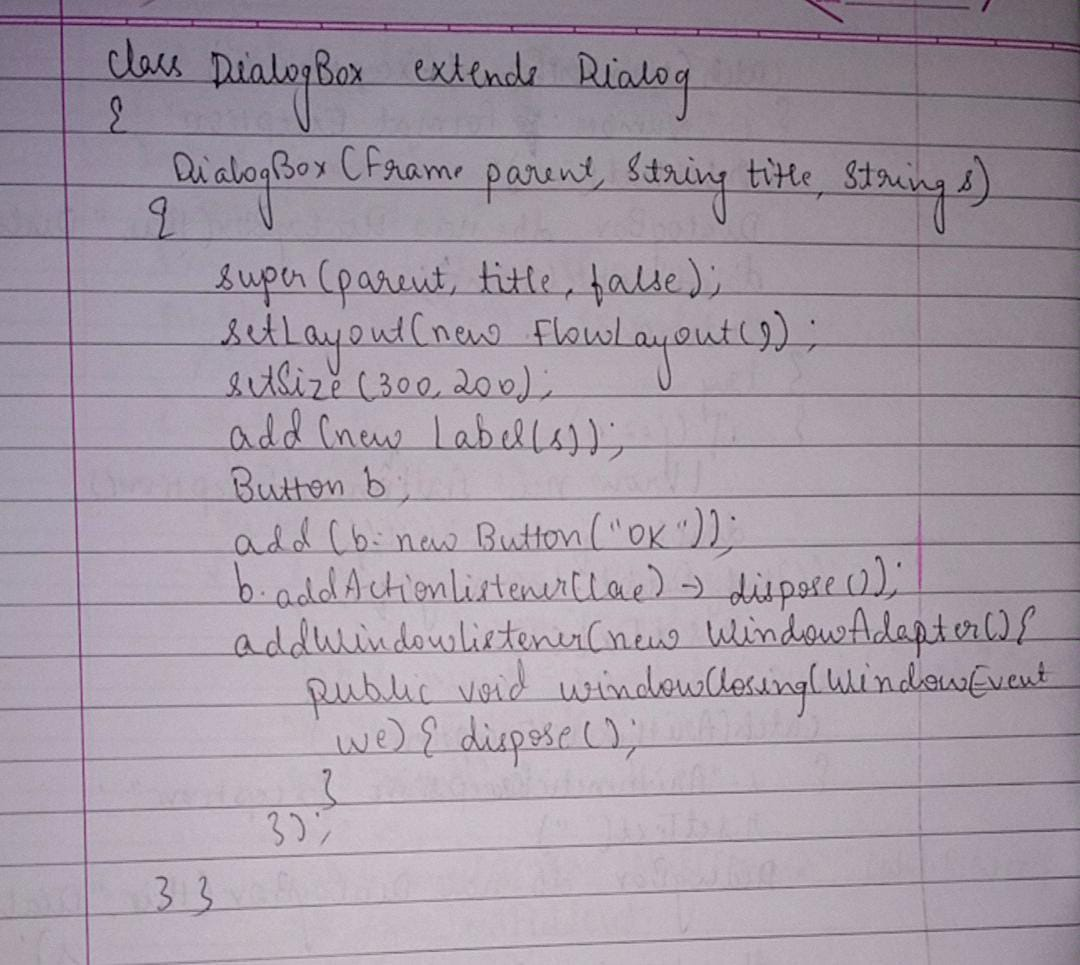 class DialogBox extends Dialog
{
DialogBox (Frame parent, String title, String s)
{
super (parent, title, false);
setLayout(new FlowLayout());
setSize (300, 200);
add (new Label(s));
Button b;
add (b= new Button ("OK"));
b.addActionListener((ae) -> dispose());
addWindowListener(new WindowAdapter(){
public void windowClosing(WindowEvent
we) { dispose();
}
});
}}